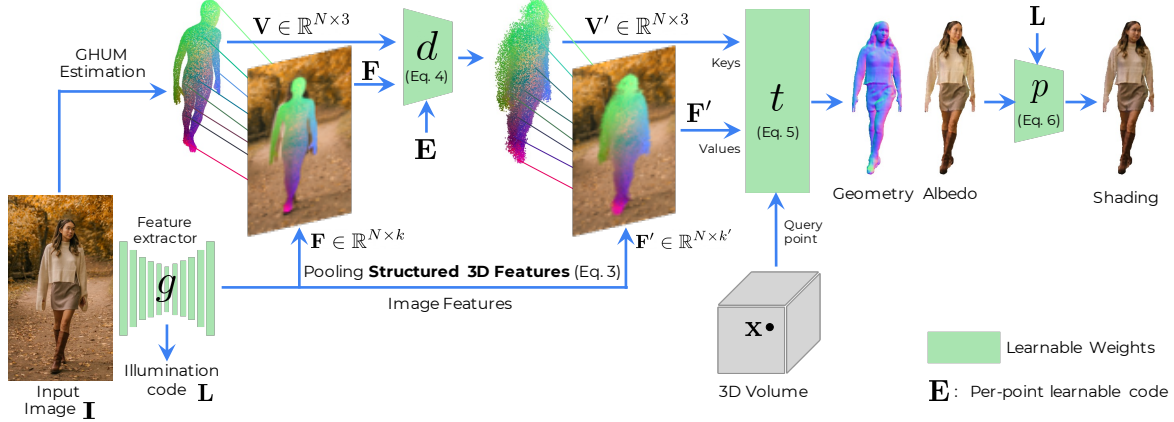 GHUM
Estimation
V ∈ ℝ^{N×3}
F
d
(Eq. 4)
E
V′ ∈ ℝ^{N×3}
Keys
F′
Values
t
(Eq. 5)
L
p
(Eq. 6)
Geometry Albedo
Shading
Feature
extractor
g
F ∈ ℝ^{N×k}
F′ ∈ ℝ^{N×k′}
Pooling Structured 3D Features (Eq. 3)
Image Features
Query
point
x
3D Volume
Illumination
code L
Input
Image I
Learnable Weights
E : Per-point learnable code